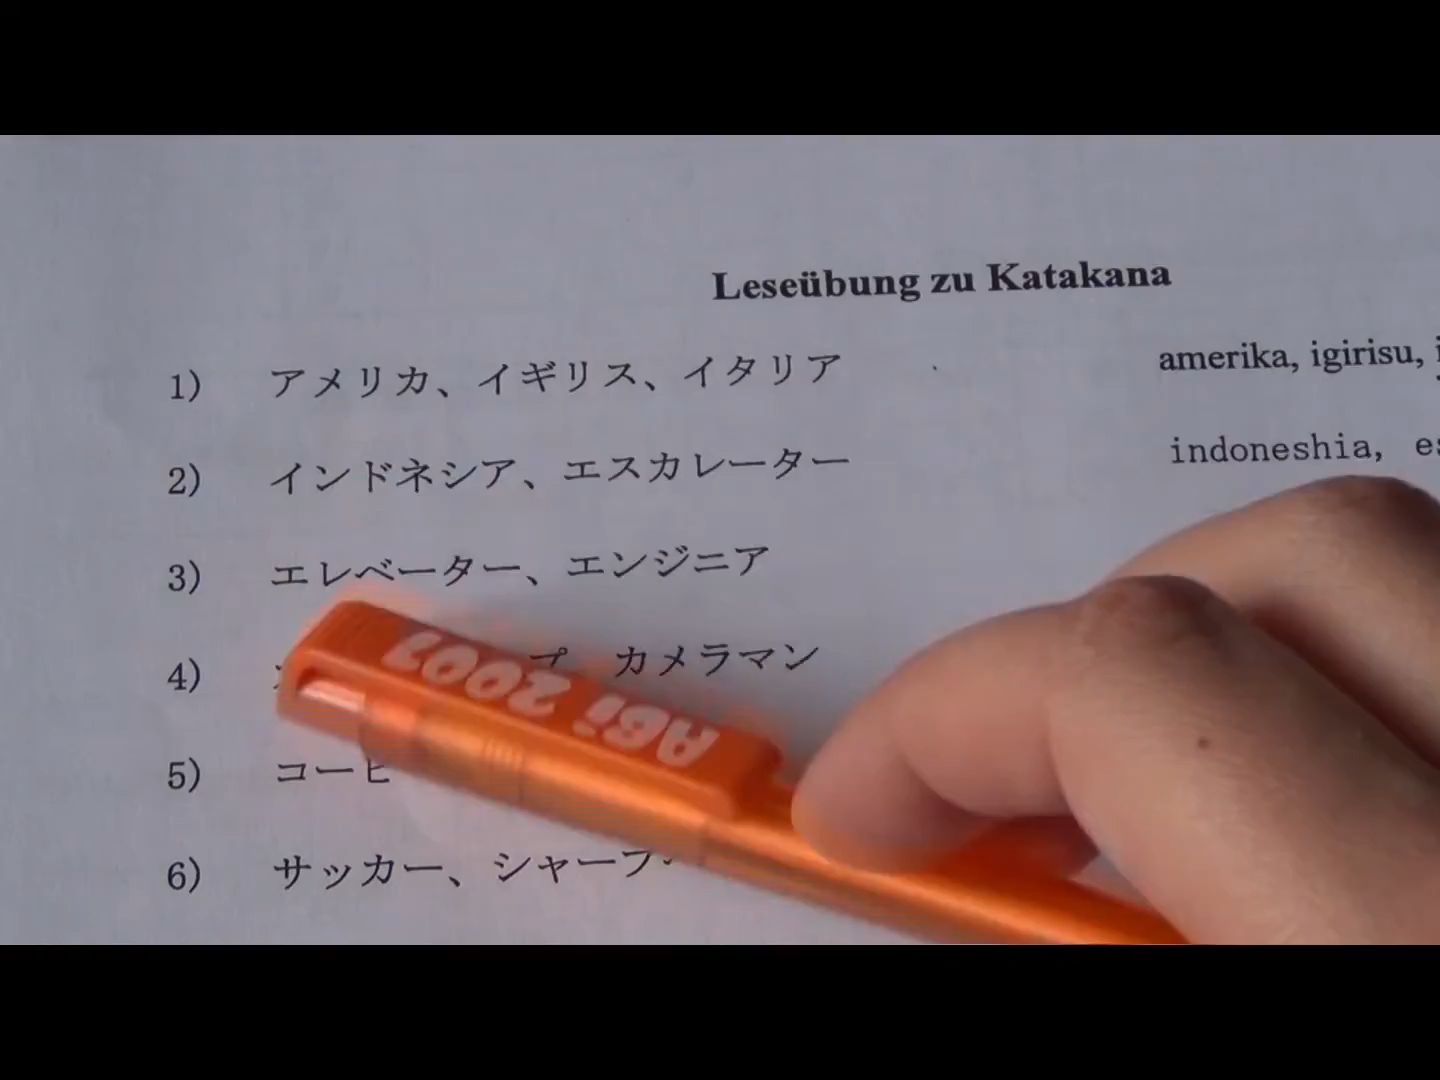 Leseübung zu Katakana
1) アメリカ、イギリス、イタリア amerika, igirisu,
2) インドネシア、エスカレーター indoneshia,
3) エレベーター、エンジニア
4) カメラマン
5) コーヒ
6) サッカー、シャープ
ABi 2007